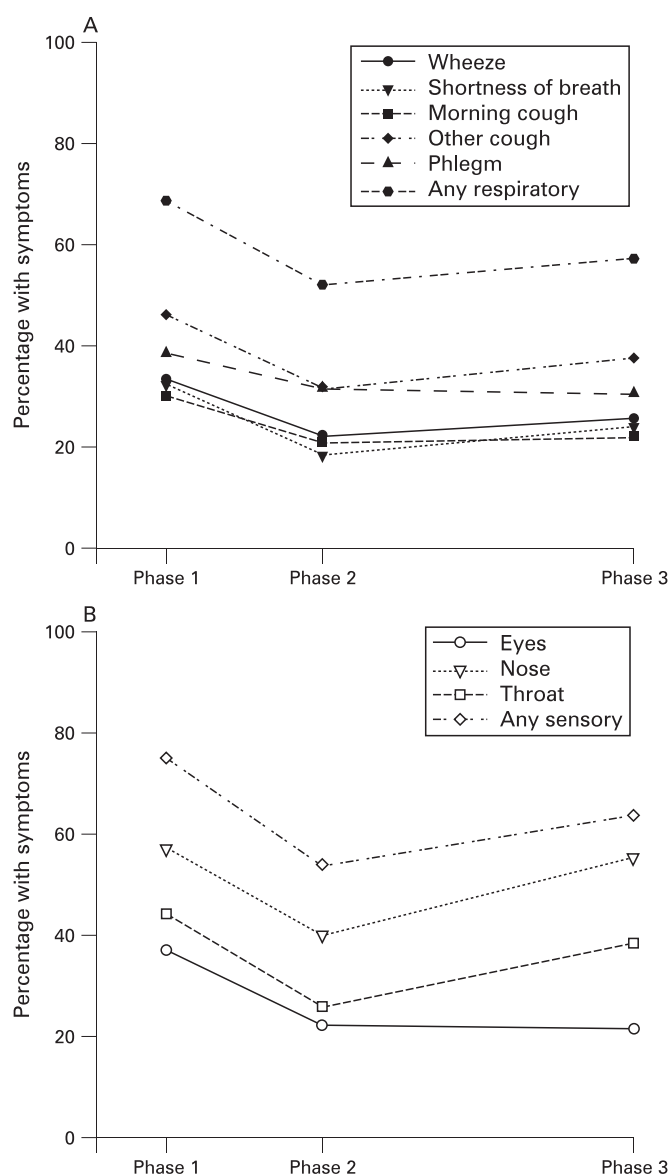 A
100
80
60
40
20
0
Percentage with symptoms
Wheeze
Shortness of breath
Morning cough
Other cough
Phlegm
Any respiratory
Phase 1 Phase 2 Phase 3
B
100
80
60
40
20
0
Percentage with symptoms
Eyes
Nose
Throat
Any sensory
Phase 1 Phase 2 Phase 3